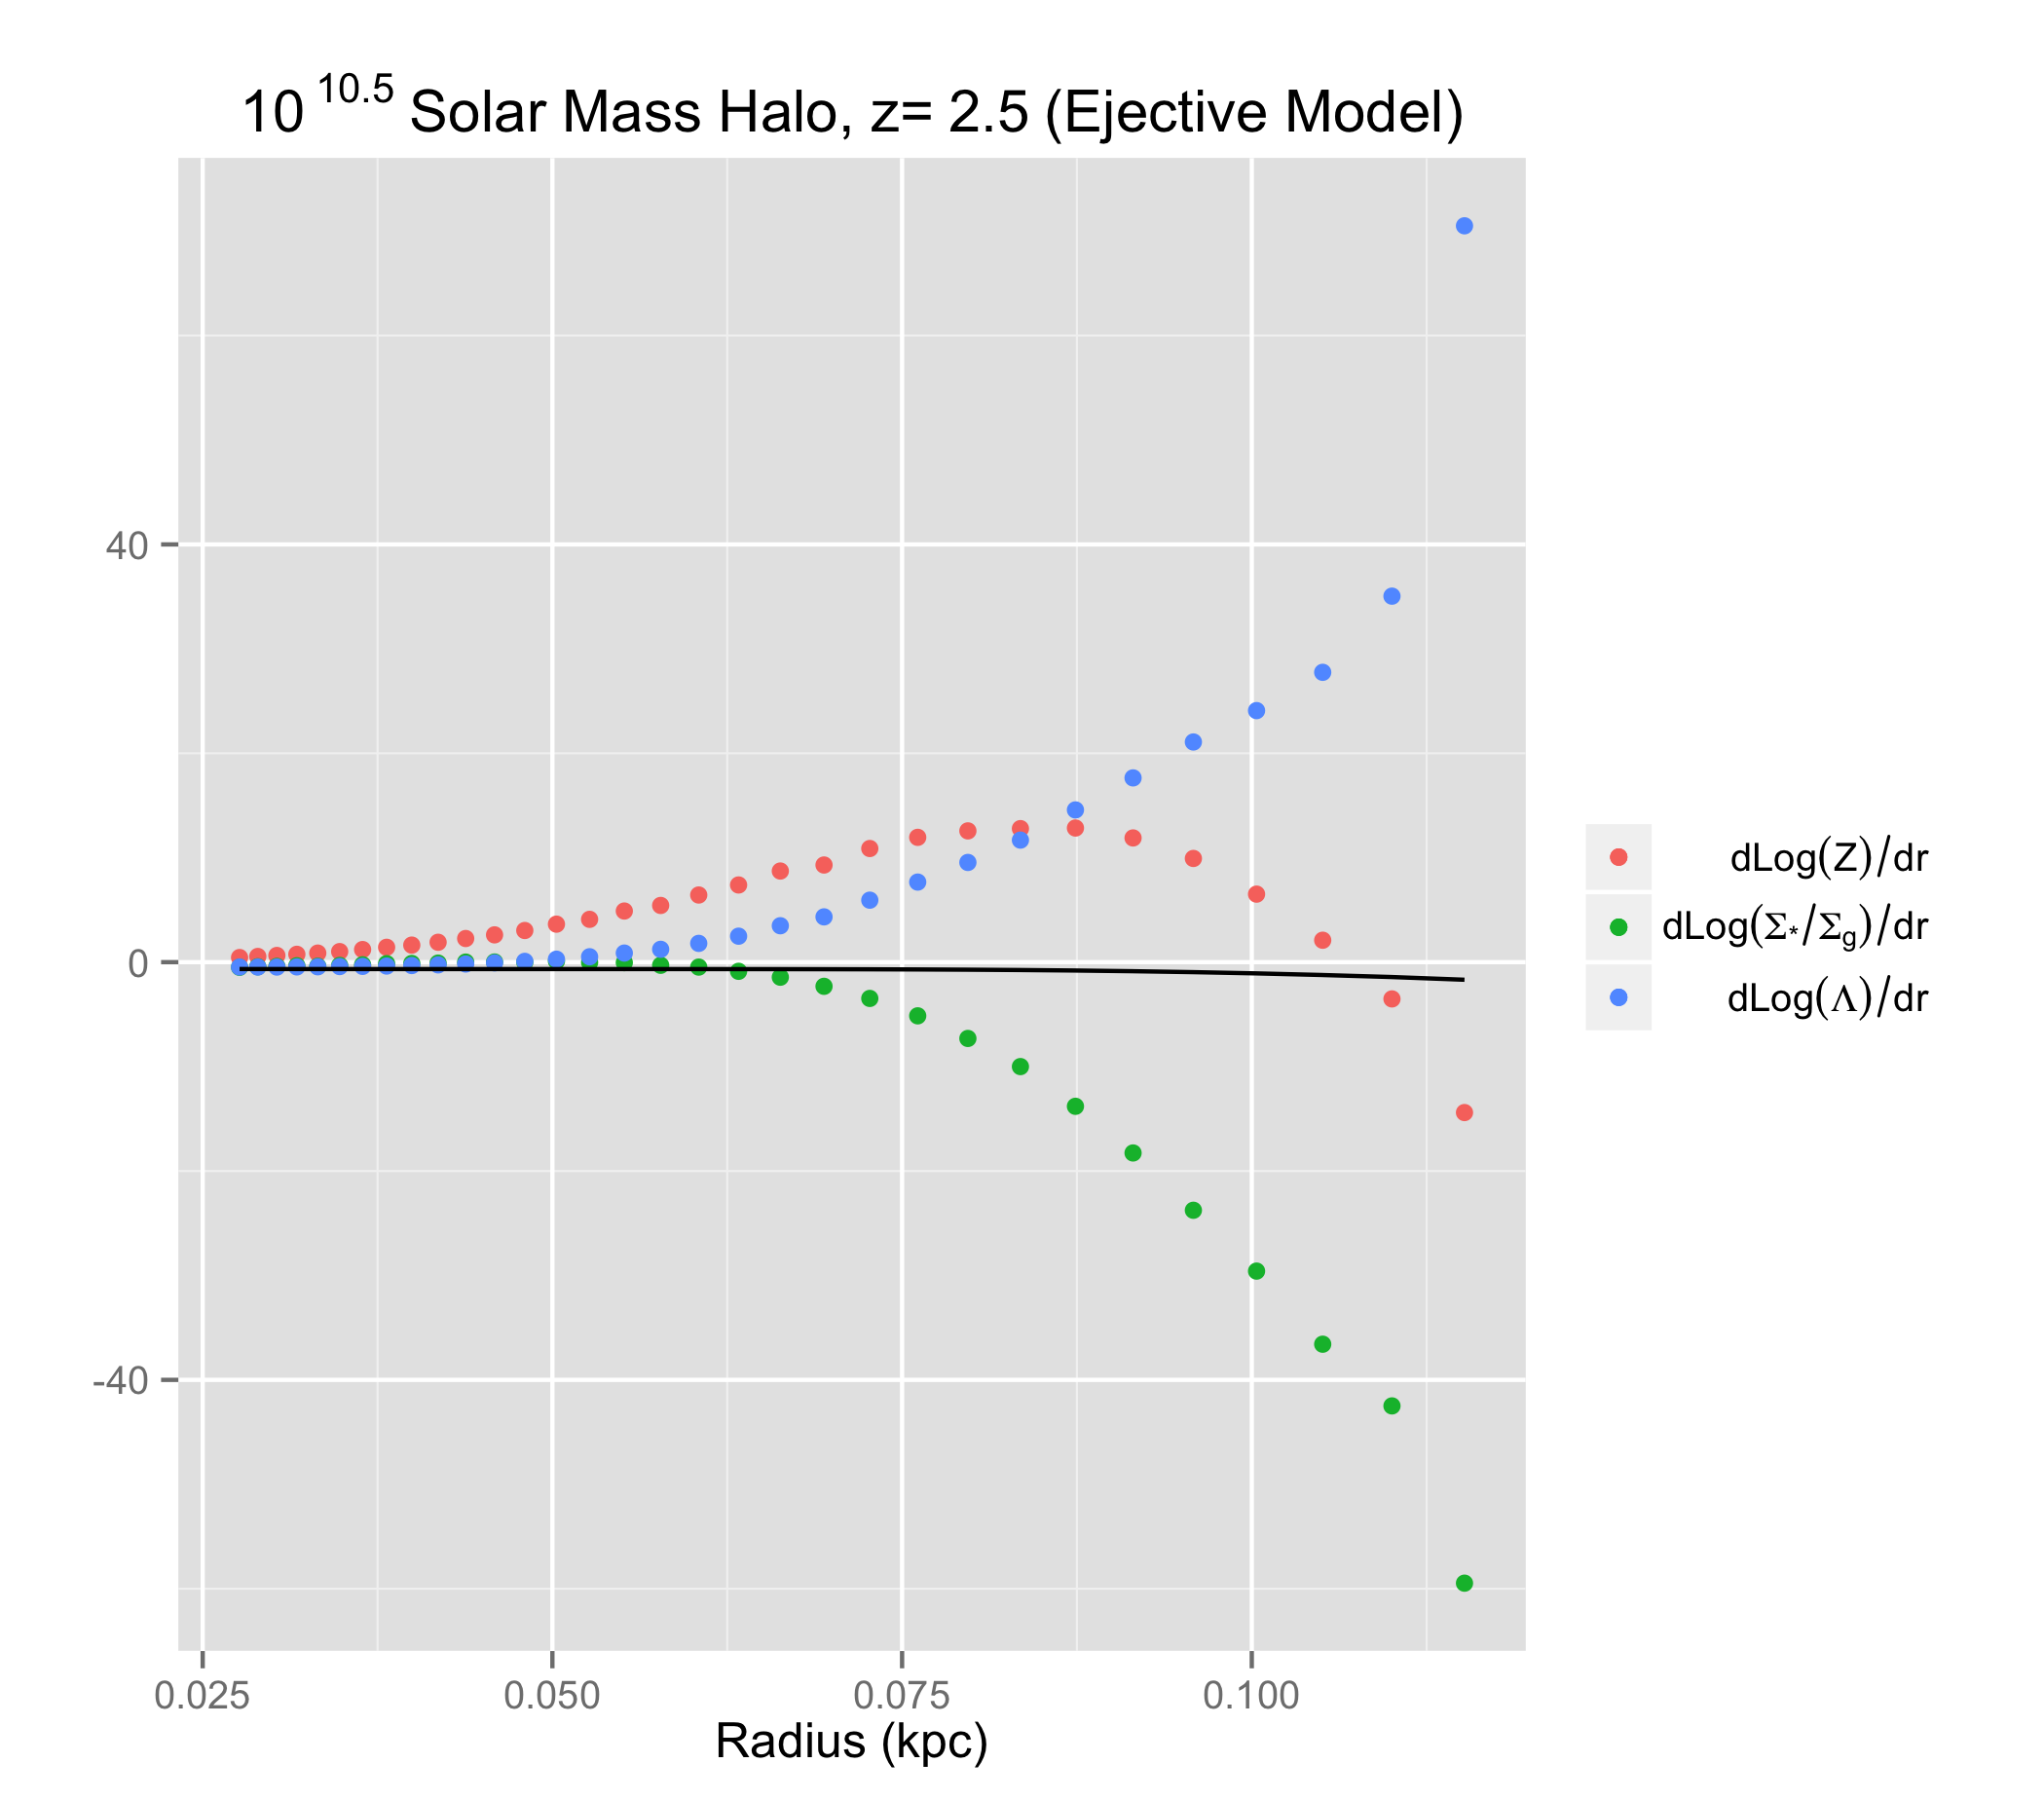 10^10.5 Solar Mass Halo, z= 2.5 (Ejective Model)
40
0
-40
0.025 0.050 0.075 0.100
Radius (kpc)
dLog(Z)/dr
dLog(Σ*/Σg)/dr
dLog(Λ)/dr